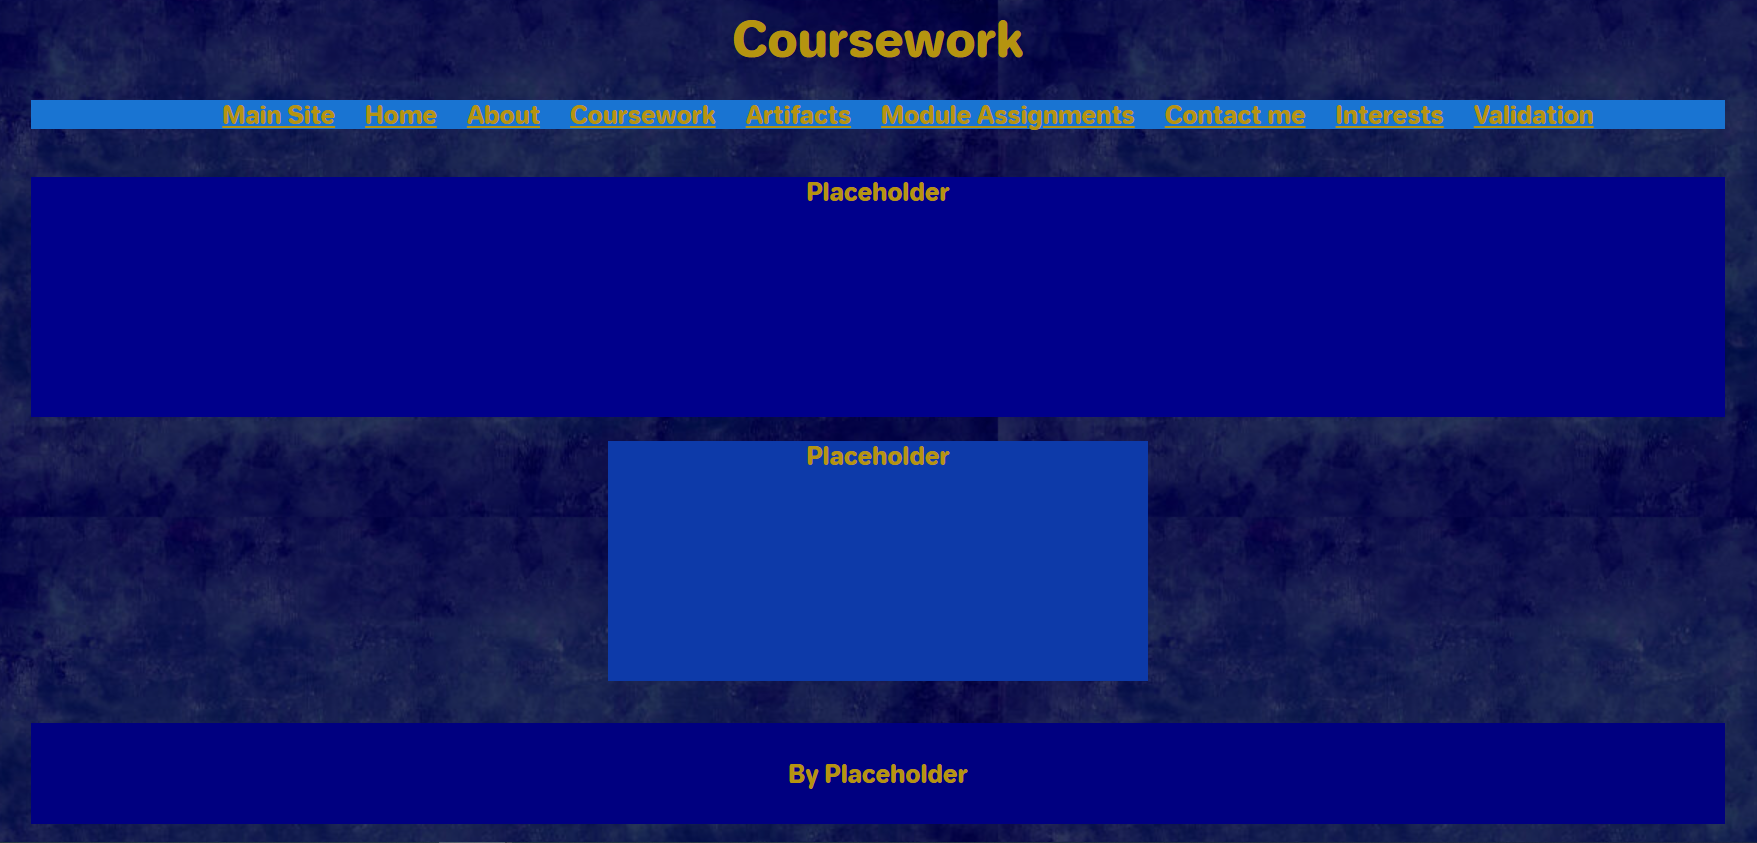 Coursework
Main Site Home About Coursework Artifacts Module Assignments Contact me Interests Validation
Placeholder
Placeholder
By Placeholder